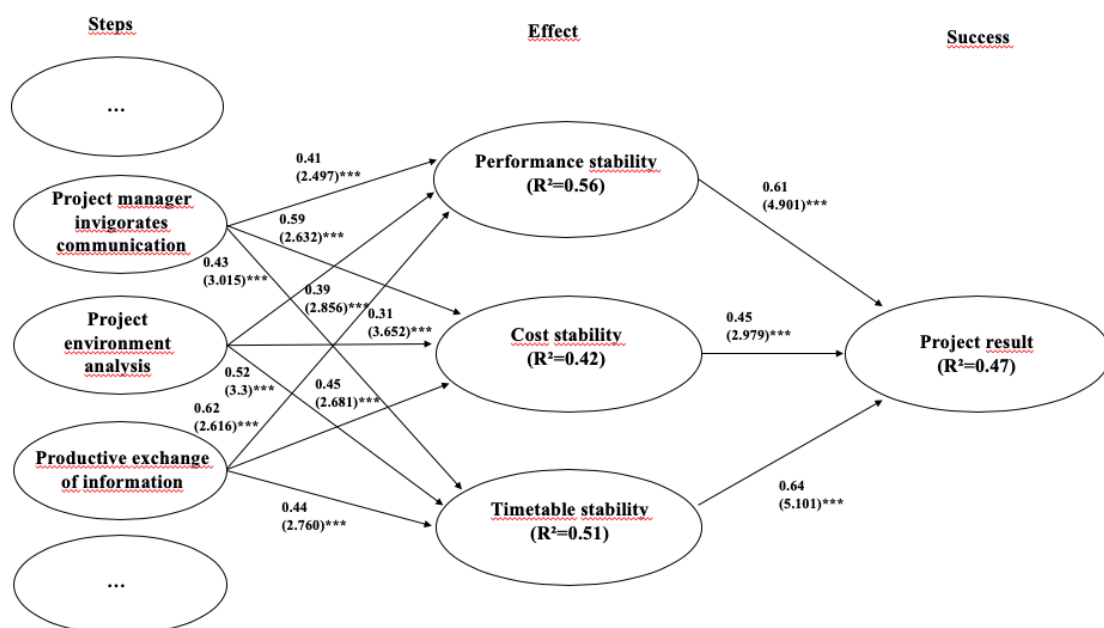 Steps
Effect
Success
...
Project manager
invigorates
communication
Project
environment
analysis
Productive exchange
of information
...
0.41
(2.497)***
0.59
(2.632)***
0.43
(3.015)***
0.39
(2.856)***
0.31
(3.652)***
0.52
(3.3)***
0.45
(2.681)***
0.62
(2.616)***
0.44
(2.760)***
Performance stability
(R²=0.56)
Cost stability
(R²=0.42)
Timetable stability
(R²=0.51)
0.61
(4.901)***
0.45
(2.979)***
0.64
(5.101)***
Project result
(R²=0.47)